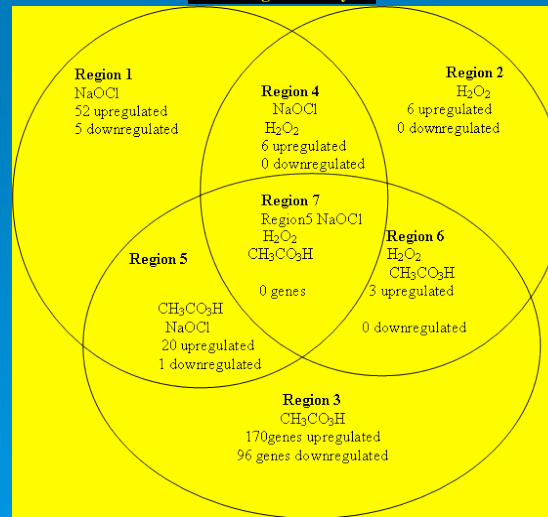 Region 1
NaOCl
52 upregulated
5 downregulated
Region 4
NaOCl
H₂O₂
6 upregulated
0 downregulated
Region 2
H₂O₂
6 upregulated
0 downregulated
Region 7
Region5 NaOCl
H₂O₂
CH₃CO₃H
0 genes
Region 6
H₂O₂
CH₃CO₃H
3 upregulated
0 downregulated
Region 5
CH₃CO₃H
NaOCl
20 upregulated
1 downregulated
Region 3
CH₃CO₃H
170genes upregulated
96 genes downregulated